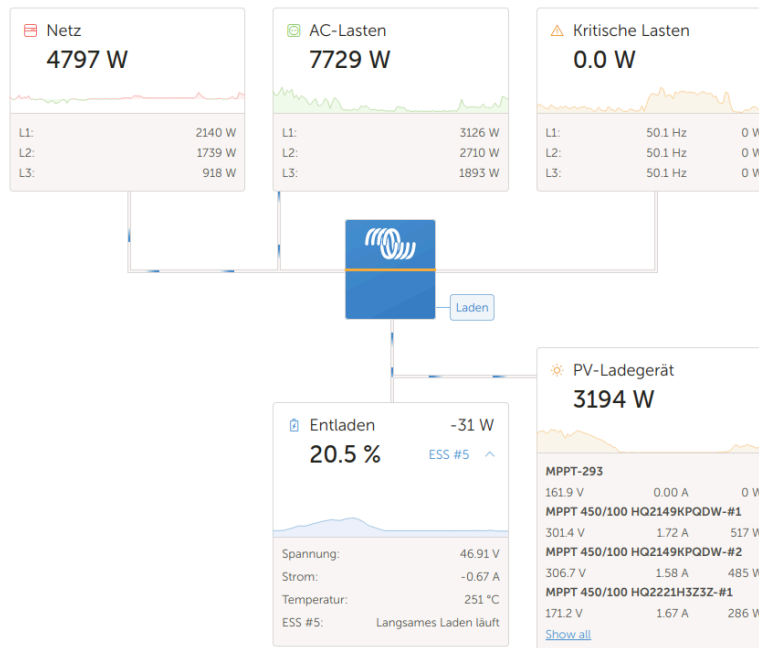 Netz
4797 W
L1: 2140 W
L2: 1739 W
L3: 918 W
AC-Lasten
7729 W
L1: 3126 W
L2: 2710 W
L3: 1893 W
Kritische Lasten
0.0 W
L1: 50.1 Hz 0 W
L2: 50.1 Hz 0 W
L3: 50.1 Hz 0 W
Laden
Entladen -31 W
20.5 % ESS #5
Spannung: 46.91 V
Strom: -0.67 A
Temperatur: 251 °C
ESS #5: Langsames Laden läuft
PV-Ladegerät
3194 W
MPPT-293
161.9 V 0.00 A 0 W
MPPT 450/100 HQ2149KPQDW-#1
301.4 V 1.72 A 517 W
MPPT 450/100 HQ2149KPQDW-#2
306.7 V 1.58 A 485 W
MPPT 450/100 HQ2221H3Z3Z-#1
171.2 V 1.67 A 286 W
Show all